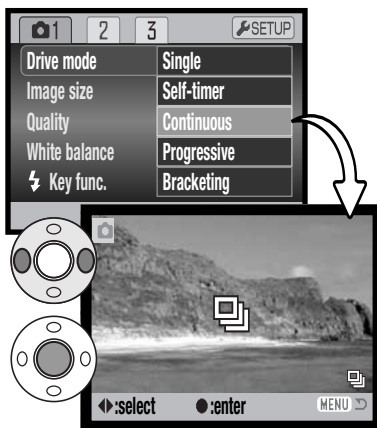 1 2 3 SETUP
Drive mode Single
Image size Self-timer
Quality Continuous
White balance Progressive
Key func. Bracketing
:select :enter MENU